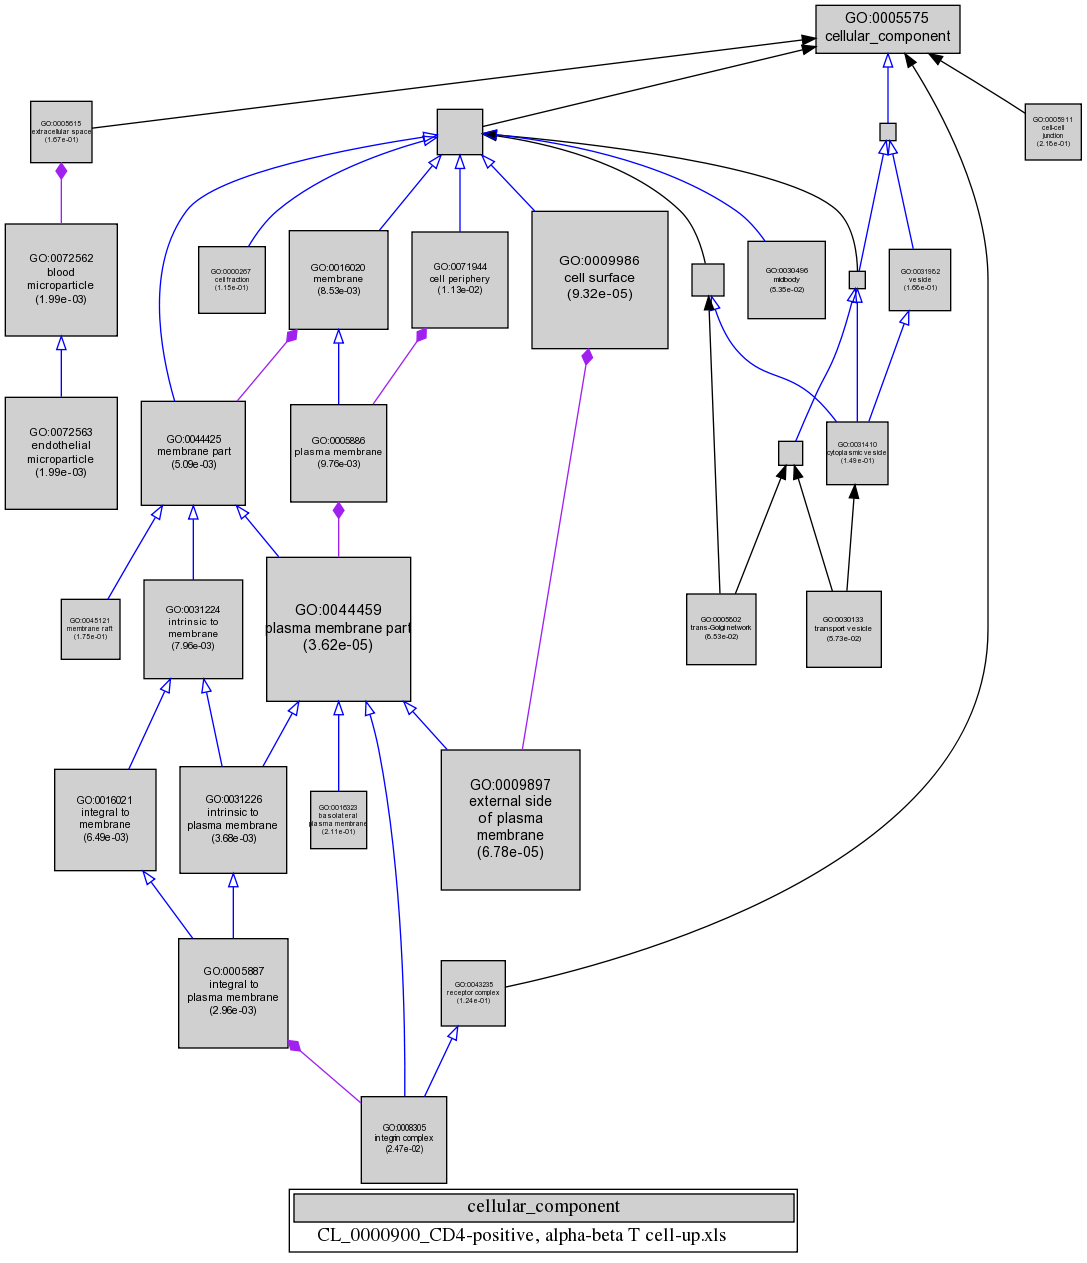 GO:0005575
cellular_component
GO:0005615
extracellular space
(1.67e-01)
GO:0005911
cell-cell
junction
(2.16e-01)
GO:0072562
blood
microparticle
(1.99e-03)
GO:0000267
cell fraction
(1.15e-01)
GO:0016020
membrane
(8.53e-03)
GO:0071944
cell periphery
(1.13e-02)
GO:0009986
cell surface
(9.32e-05)
GO:0030496
midbody
(5.35e-02)
GO:0031982
vesicle
(1.66e-01)
GO:0072563
endothelial
microparticle
(1.99e-03)
GO:0044425
membrane part
(5.09e-03)
GO:0005886
plasma membrane
(9.76e-03)
GO:0031410
cytoplasmic vesicle
(1.49e-01)
GO:0045121
membrane raft
(1.75e-01)
GO:0031224
intrinsic to
membrane
(7.96e-03)
GO:0044459
plasma membrane part
(3.62e-05)
GO:0005802
trans-Golgi network
(6.53e-02)
GO:0030133
transport vesicle
(5.73e-02)
GO:0016021
integral to
membrane
(6.49e-03)
GO:0031226
intrinsic to
plasma membrane
(3.68e-03)
GO:0016323
basolateral
plasma membrane
(2.11e-01)
GO:0009897
external side
of plasma
membrane
(6.78e-05)
GO:0005887
integral to
plasma membrane
(2.96e-03)
GO:0043235
receptor complex
(1.24e-01)
GO:0008305
integrin complex
(2.47e-02)
cellular_component
CL_0000900_CD4-positive, alpha-beta T cell-up.xls